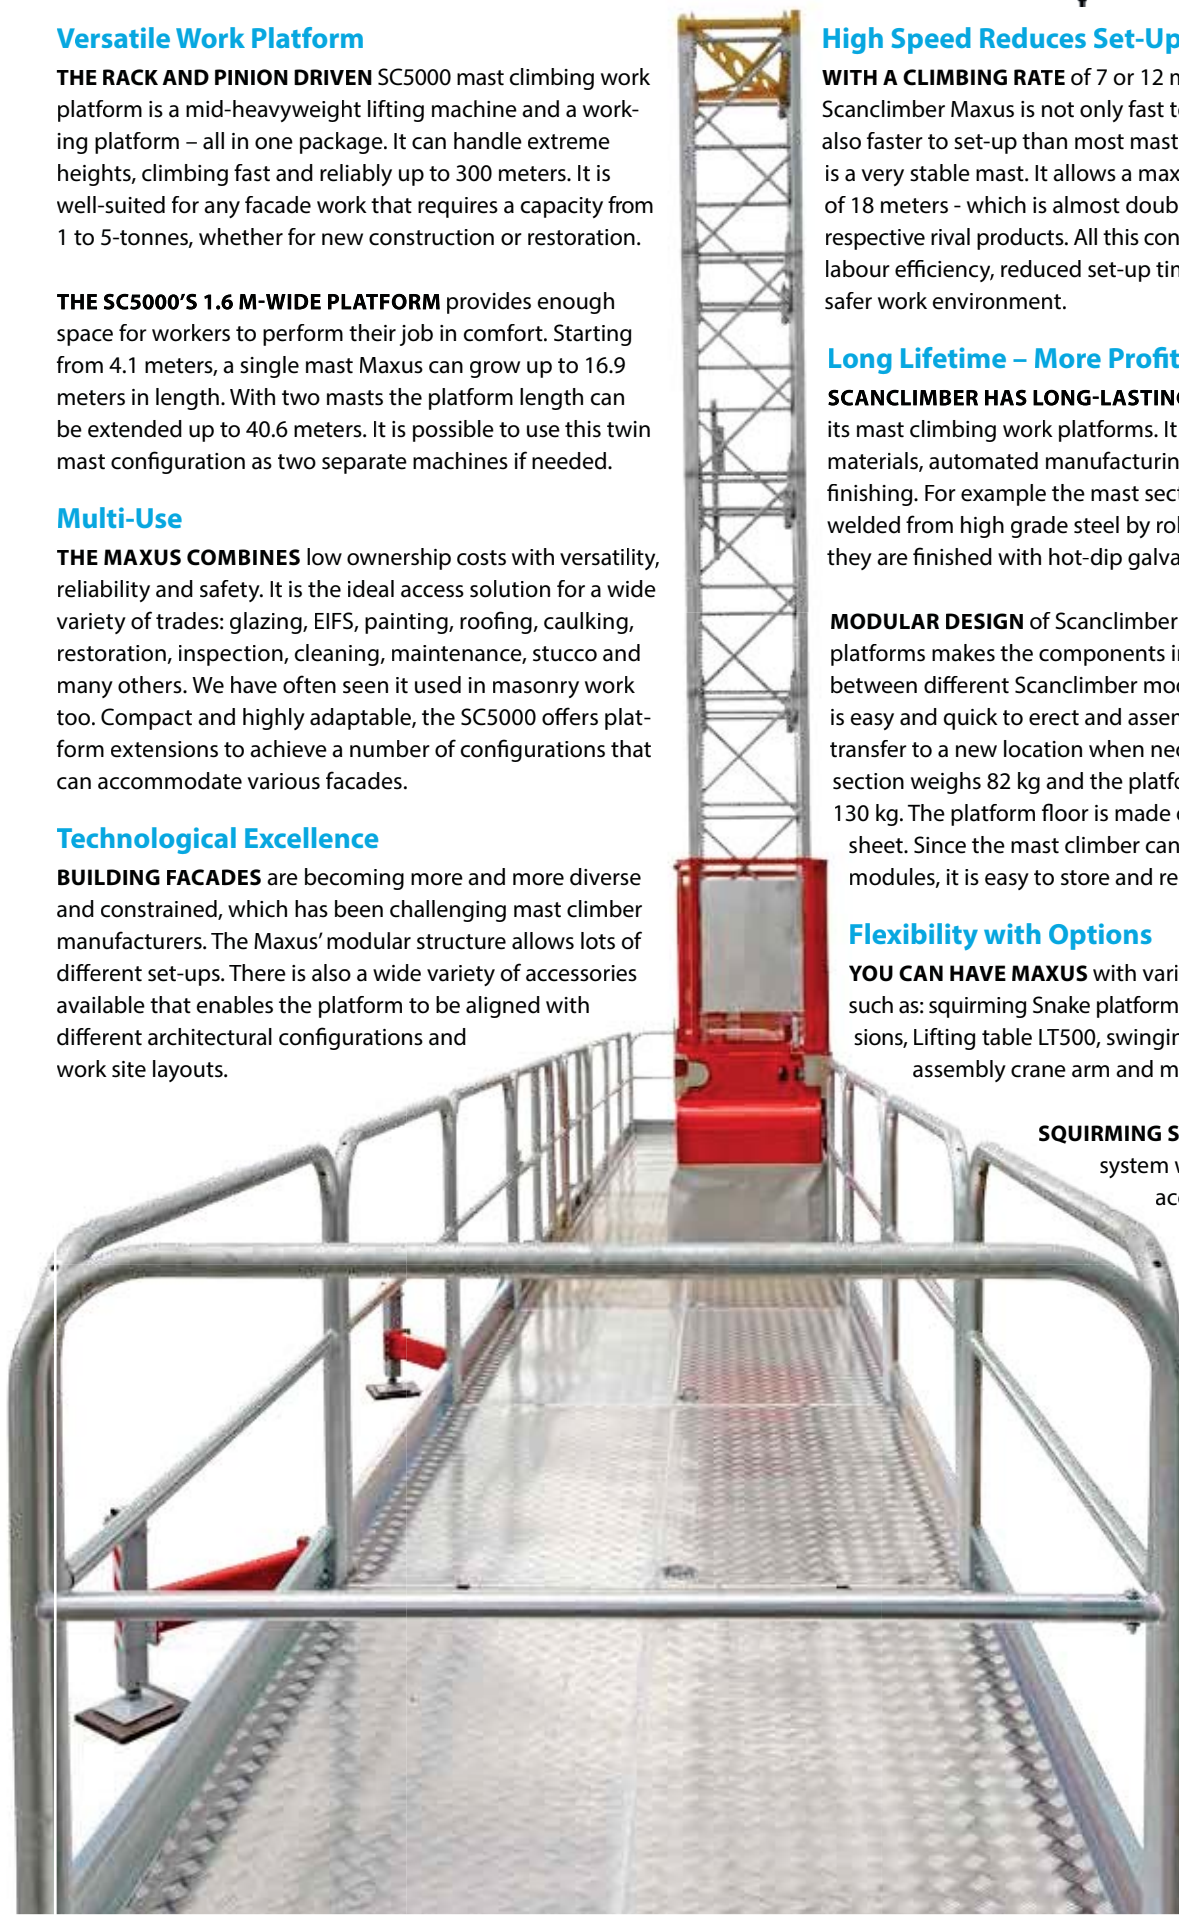 Versatile Work Platform
THE RACK AND PINION DRIVEN SC5000 mast climbing work
platform is a mid-heavyweight lifting machine and a work-
ing platform – all in one package. It can handle extreme
heights, climbing fast and reliably up to 300 meters. It is
well-suited for any facade work that requires a capacity from
1 to 5-tonnes, whether for new construction or restoration.
THE SC5000'S 1.6 M-WIDE PLATFORM provides enough
space for workers to perform their job in comfort. Starting
from 4.1 meters, a single mast Maxus can grow up to 16.9
meters in length. With two masts the platform length can
be extended up to 40.6 meters. It is possible to use this twin
mast configuration as two separate machines if needed.
Multi-Use
THE MAXUS COMBINES low ownership costs with versatility,
reliability and safety. It is the ideal access solution for a wide
variety of trades: glazing, EIFS, painting, roofing, caulking,
restoration, inspection, cleaning, maintenance, stucco and
many others. We have often seen it used in masonry work
too. Compact and highly adaptable, the SC5000 offers plat-
form extensions to achieve a number of configurations that
can accommodate various facades.
Technological Excellence
BUILDING FACADES are becoming more and more diverse
and constrained, which has been challenging mast climber
manufacturers. The Maxus' modular structure allows lots of
different set-ups. There is also a wide variety of accessories
available that enables the platform to be aligned with
different architectural configurations and
work site layouts.
High Speed Reduces Set-Up
WITH A CLIMBING RATE of 7 or 12
Scanclimber Maxus is not only fast
also faster to set-up than most mast
is a very stable mast. It allows a max
of 18 meters - which is almost doub
respective rival products. All this con
labour efficiency, reduced set-up tim
safer work environment.
Long Lifetime – More Profit
SCANCLIMBER HAS LONG-LASTING
its mast climbing work platforms. It
materials, automated manufacturin
finishing. For example the mast sect
welded from high grade steel by
they are finished with hot-dip galva
MODULAR DESIGN of Scanclimber
platforms makes the components
between different Scanclimber mod
is easy and quick to erect and assem
transfer to a new location when nec
section weighs 82 kg and the platfo
130 kg. The platform floor is made
sheet. Since the mast climber can
modules, it is easy to store and re
Flexibility with Options
YOU CAN HAVE MAXUS with vari
such as: squirming Snake platform
sions, Lifting table LT500, swingin
assembly crane arm and m
SQUIRMING S
system
acc